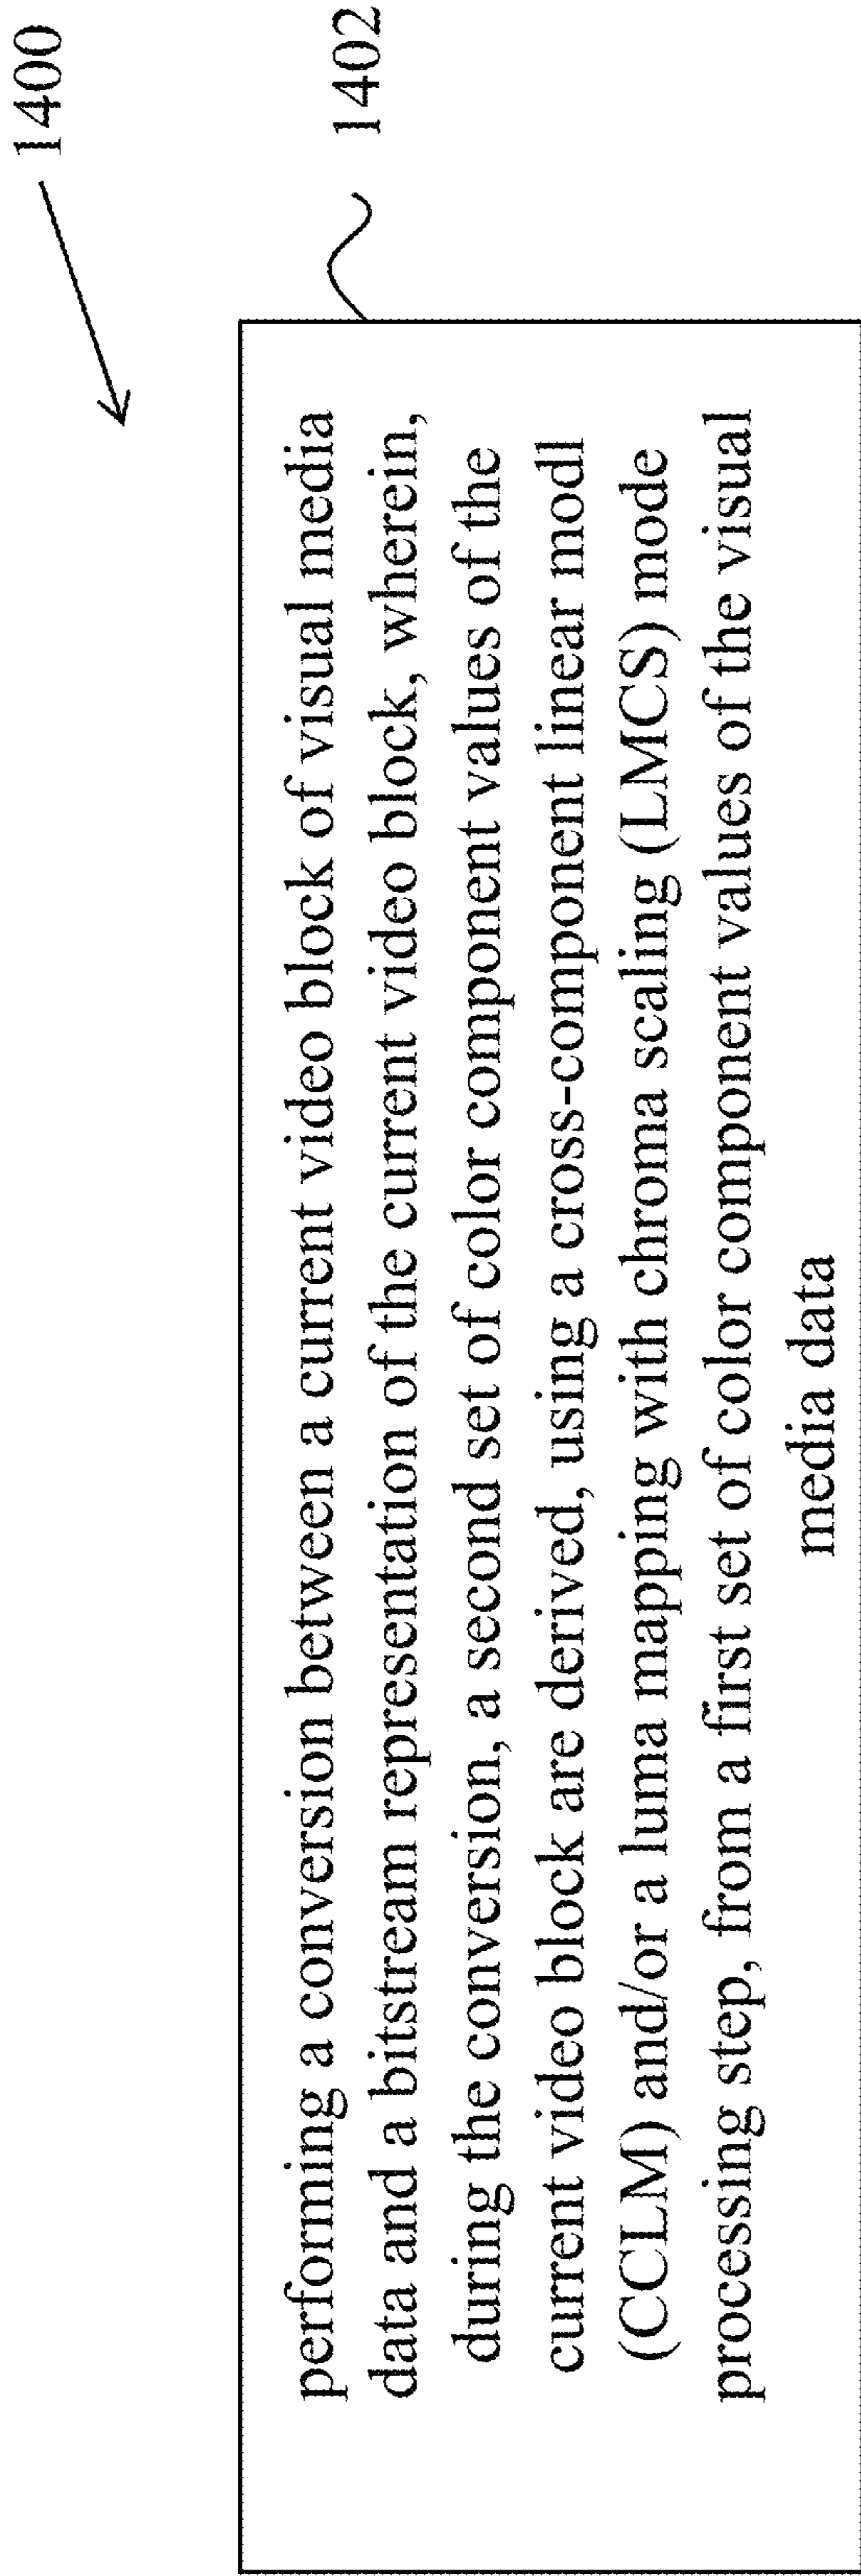 1400
1402
performing a conversion between a current video block of visual media
data and a bitstream representation of the current video block, wherein,
during the conversion, a second set of color component values of the
current video block are derived, using a cross-component linear modl
(CCLM) and/or a luma mapping with chroma scaling (LMCS) mode
processing step, from a first set of color component values of the visual
media data